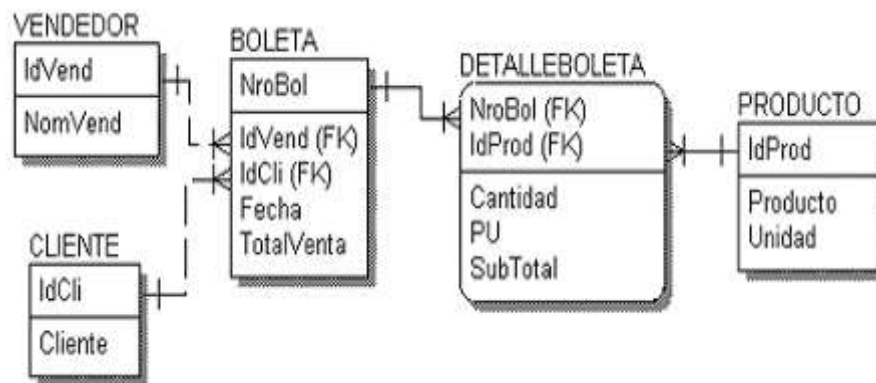 VENDEDOR
IdVend
NomVend
BOLETA
NroBol
IdVend (FK)
IdCli (FK)
Fecha
TotalVenta
CLIENTE
IdCli
Cliente
DETALLEBOLETA
NroBol (FK)
IdProd (FK)
Cantidad
PU
SubTotal
PRODUCTO
IdProd
Producto
Unidad